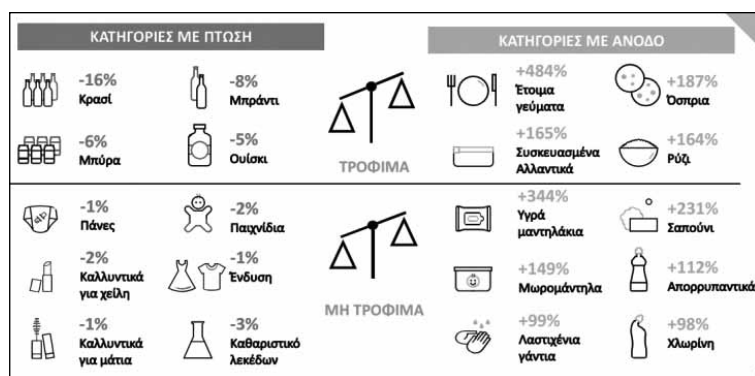 ΚΑΤΗΓΟΡΙΕΣ ΜΕ ΠΤΩΣΗ
-16%
Κρασί
-8%
Μπράντι
-6%
Μπύρα
-5%
Ουίσκι
ΤΡΟΦΙΜΑ
ΚΑΤΗΓΟΡΙΕΣ ΜΕ ΑΝΟΔΟ
+484%
Έτοιμα
γεύματα
+187%
Όσπρια
+165%
Συσκευασμένα
Αλλαντικά
+164%
Ρύζι
-1%
Πάνες
-2%
Παιχνίδια
-2%
Καλλυντικά
για χείλη
-1%
Ένδυση
-1%
Καλλυντικά
για μάτια
-3%
Καθαριστικό
λεκέδων
ΜΗ ΤΡΟΦΙΜΑ
+344%
Υγρά
μαντηλάκια
+231%
Σαπούνι
+149%
Μωρομάντηλα
+112%
Απορρυπαντικά
+99%
Λαστιχένια
γάντια
+98%
Χλωρίνη